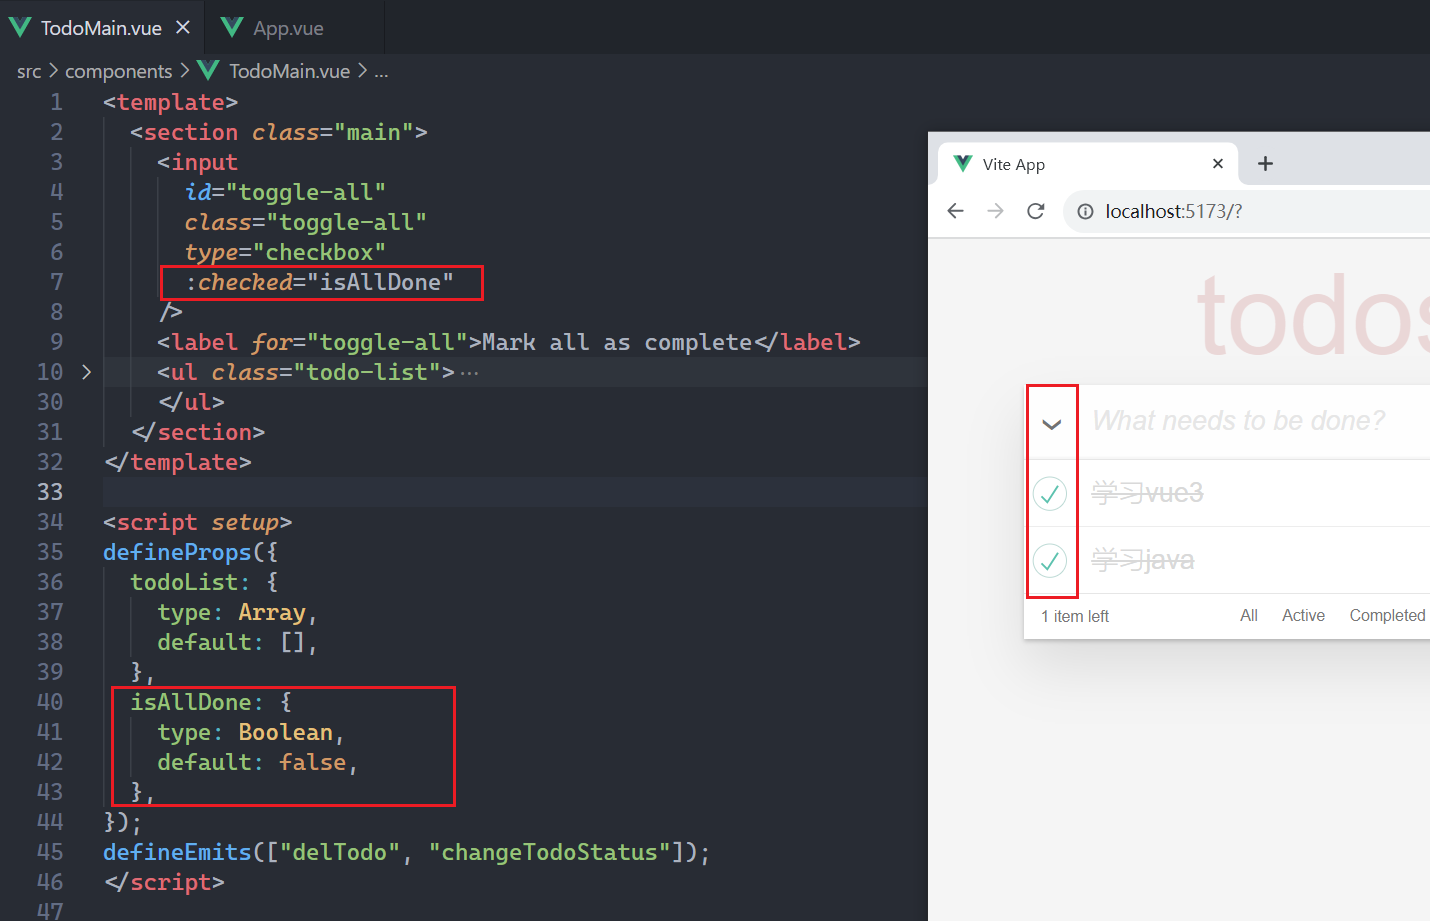 TodoMain.vue
App.vue
src > components > TodoMain.vue > ...
1 <template>
2 <section class="main">
3 <input
4 id="toggle-all"
5 class="toggle-all"
6 type="checkbox"
7 :checked="isAllDone"
8 />
9 <label for="toggle-all">Mark all as complete</label>
10 <ul class="todo-list">···
30 </ul>
31 </section>
32 </template>
33
34 <script setup>
35 defineProps({
36 todoList: {
37 type: Array,
38 default: [],
39 },
40 isAllDone: {
41 type: Boolean,
42 default: false,
43 },
44 });
45 defineEmits(["delTodo", "changeTodoStatus"]);
46 </script>
47
Vite App
localhost:5173/?
todos
What needs to be done?
学习vue3
学习java
1 item left
All Active Completed